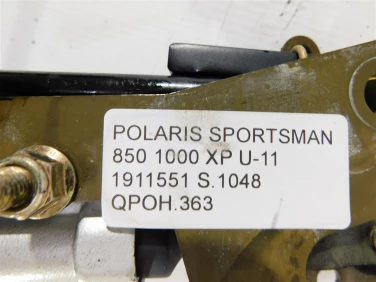 POLARIS SPORTSMAN
850 1000 XP U-11
1911551 S.1048
QPOH.363